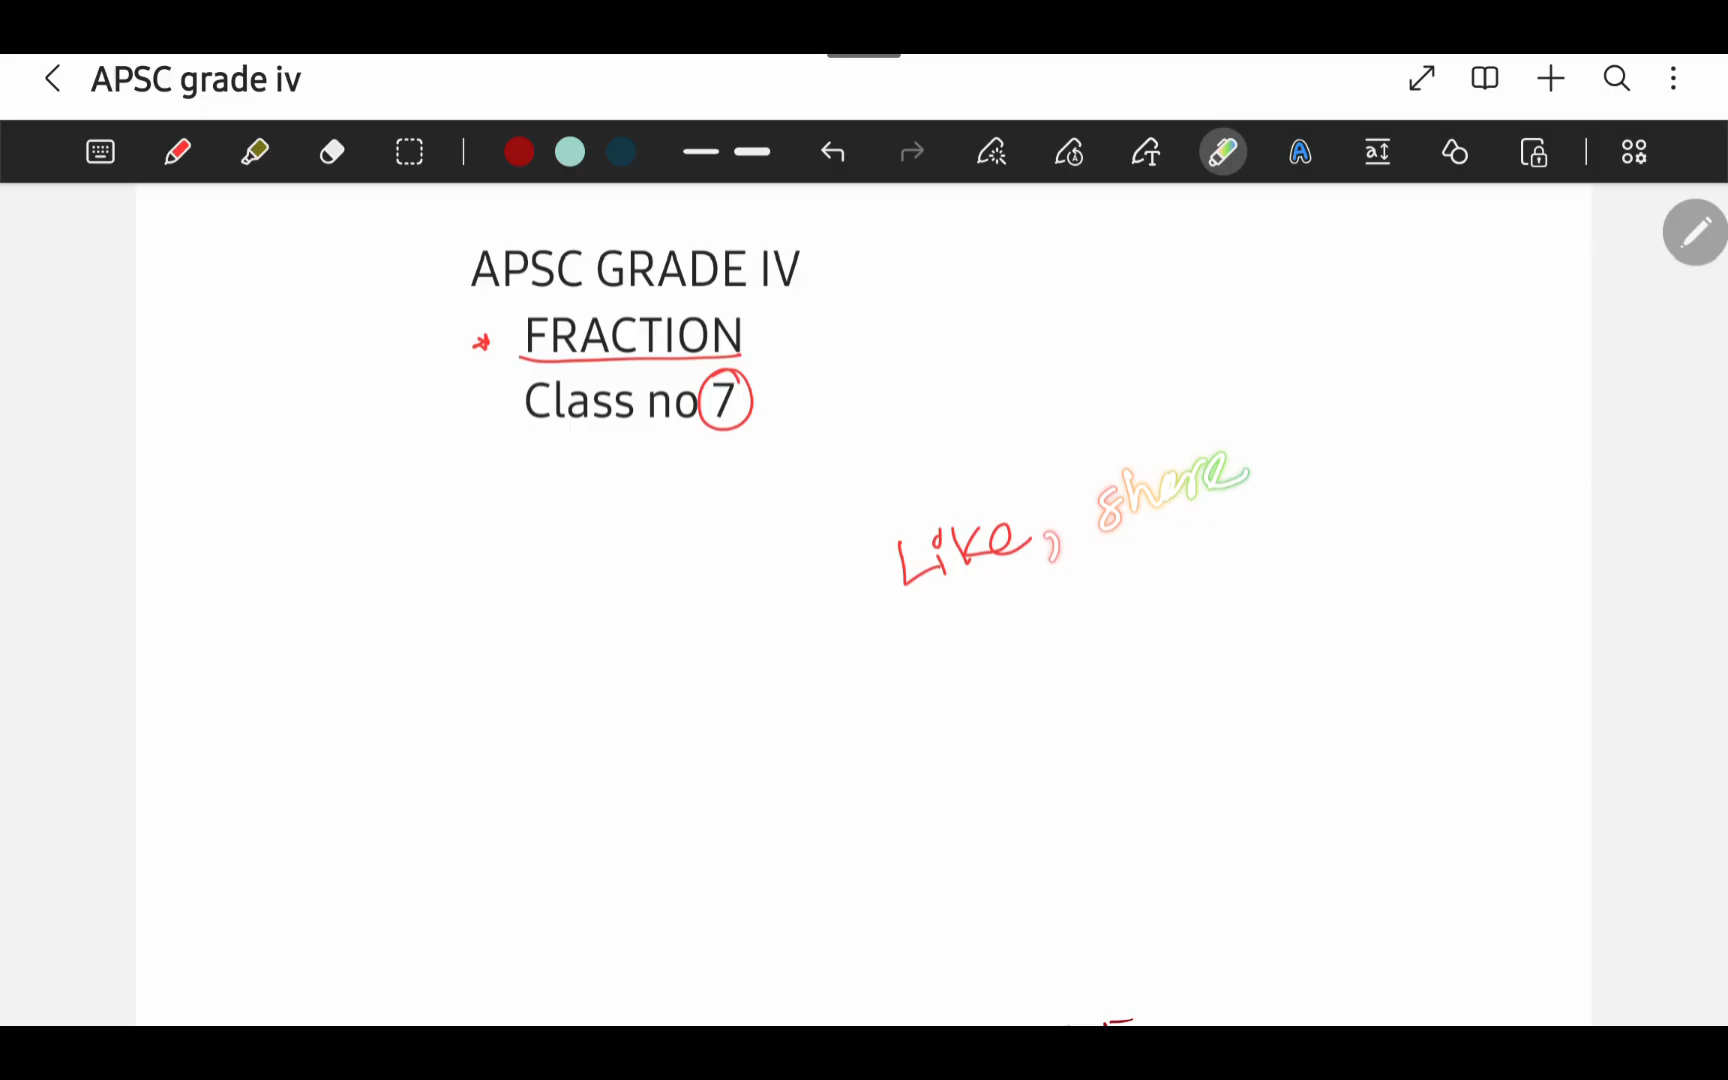 APSC grade iv
APSC GRADE IV
* FRACTION
Class no 7
Like, share